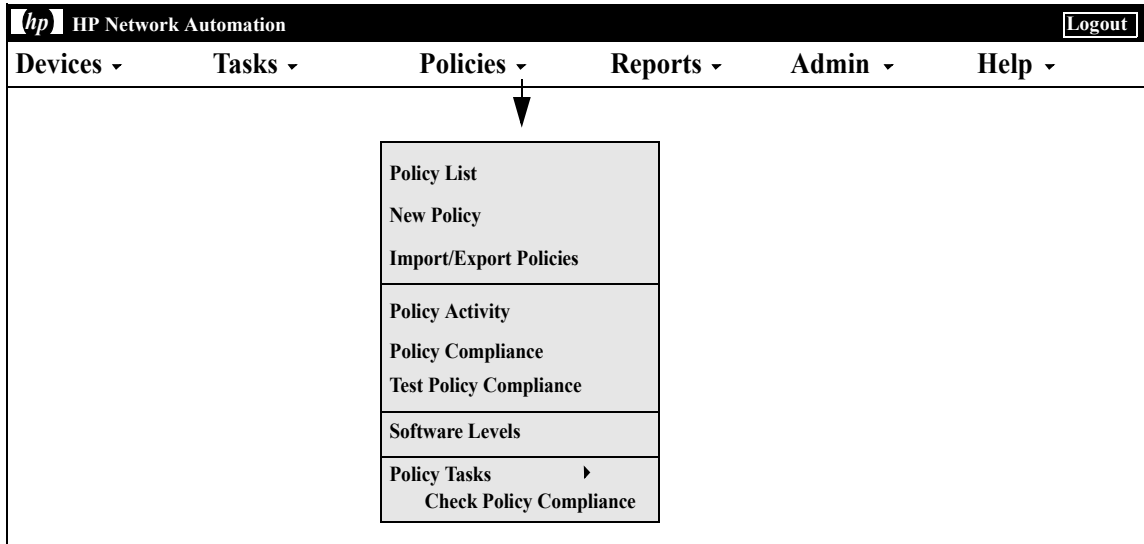 hp HP Network Automation Logout
Devices Tasks Policies Reports Admin Help
Policy List
New Policy
Import/Export Policies
Policy Activity
Policy Compliance
Test Policy Compliance
Software Levels
Policy Tasks
Check Policy Compliance